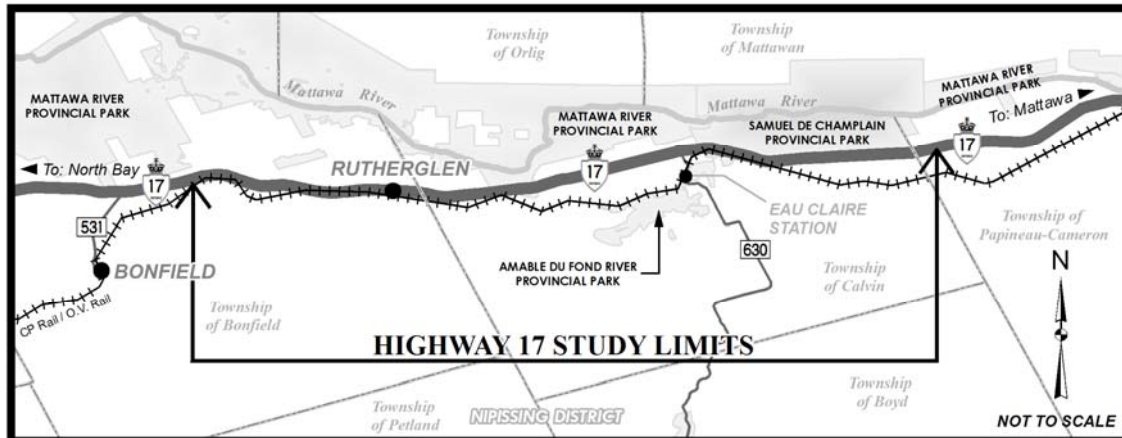 Township
of Orlig
Township
of Mattawan
Mattawa River
MATTAWA RIVER
PROVINCIAL PARK
MATTAWA RIVER
PROVINCIAL PARK
Mattawa River
MATTAWA RIVER
PROVINCIAL PARK
To: Mattawa
SAMUEL DE CHAMPLAIN
PROVINCIAL PARK
17
To: North Bay
17
RUTHERGLEN
17
531
BONFIELD
CP Rail / O.V. Rail
EAU CLAIRE
STATION
630
AMABLE DU FOND RIVER
PROVINCIAL PARK
Township of
Papineau-Cameron
Township
of Calvin
Township
of Bonfield
N
HIGHWAY 17 STUDY LIMITS
Township
of Petland
NIPISSING DISTRICT
Township
of Boyd
NOT TO SCALE